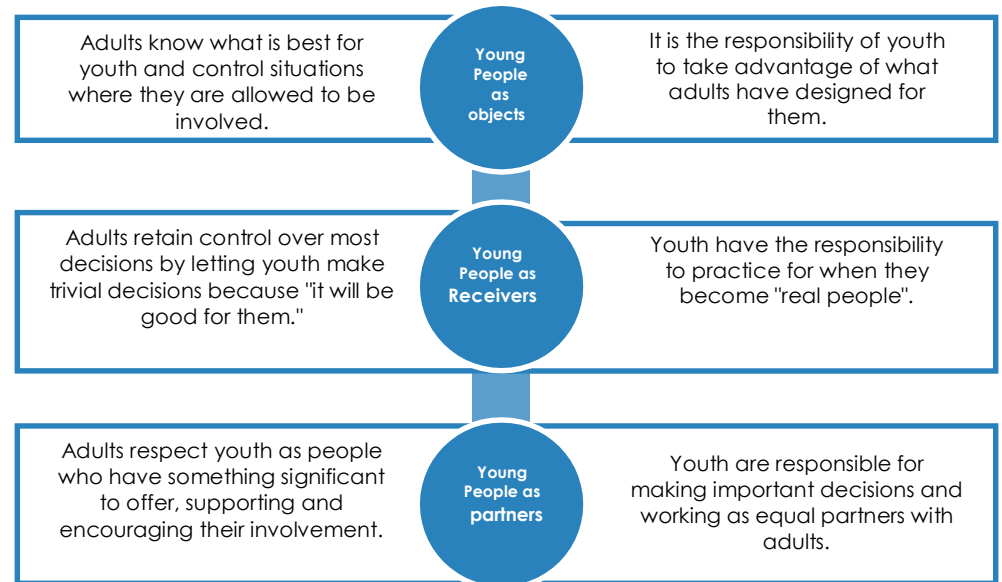 Adults know what is best for
youth and control situations
where they are allowed to be
involved.
Young
People
as
objects
It is the responsibility of youth
to take advantage of what
adults have designed for
them.
Adults retain control over most
decisions by letting youth make
trivial decisions because "it will be
good for them."
Young
People as
Receivers
Youth have the responsibility
to practice for when they
become "real people".
Adults respect youth as people
who have something significant
to offer, supporting and
encouraging their involvement.
Young
People as
partners
Youth are responsible for
making important decisions and
working as equal partners with
adults.